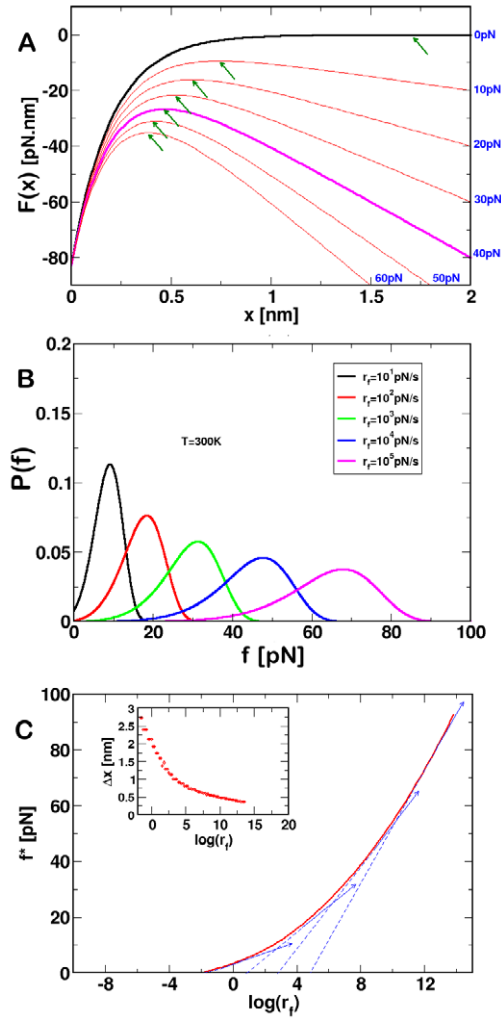 A
F(x) [pN.nm]
0
-20
-40
-60
-80
0pN
10pN
20pN
30pN
40pN
50pN
60pN
0
0.5
1
1.5
2
x [nm]
B
P(f)
0.2
0.15
0.1
0.05
0
T=300K
r_f=10^1pN/s
r_f=10^2pN/s
r_f=10^3pN/s
r_f=10^4pN/s
r_f=10^5pN/s
0
20
40
60
80
100
f [pN]
C
f* [pN]
100
80
60
40
20
0
Δx [nm]
3
2.5
2
1.5
1
0.5
0
0
5
10
15
20
log(r_f)
-8
-4
0
4
8
12
log(r_f)